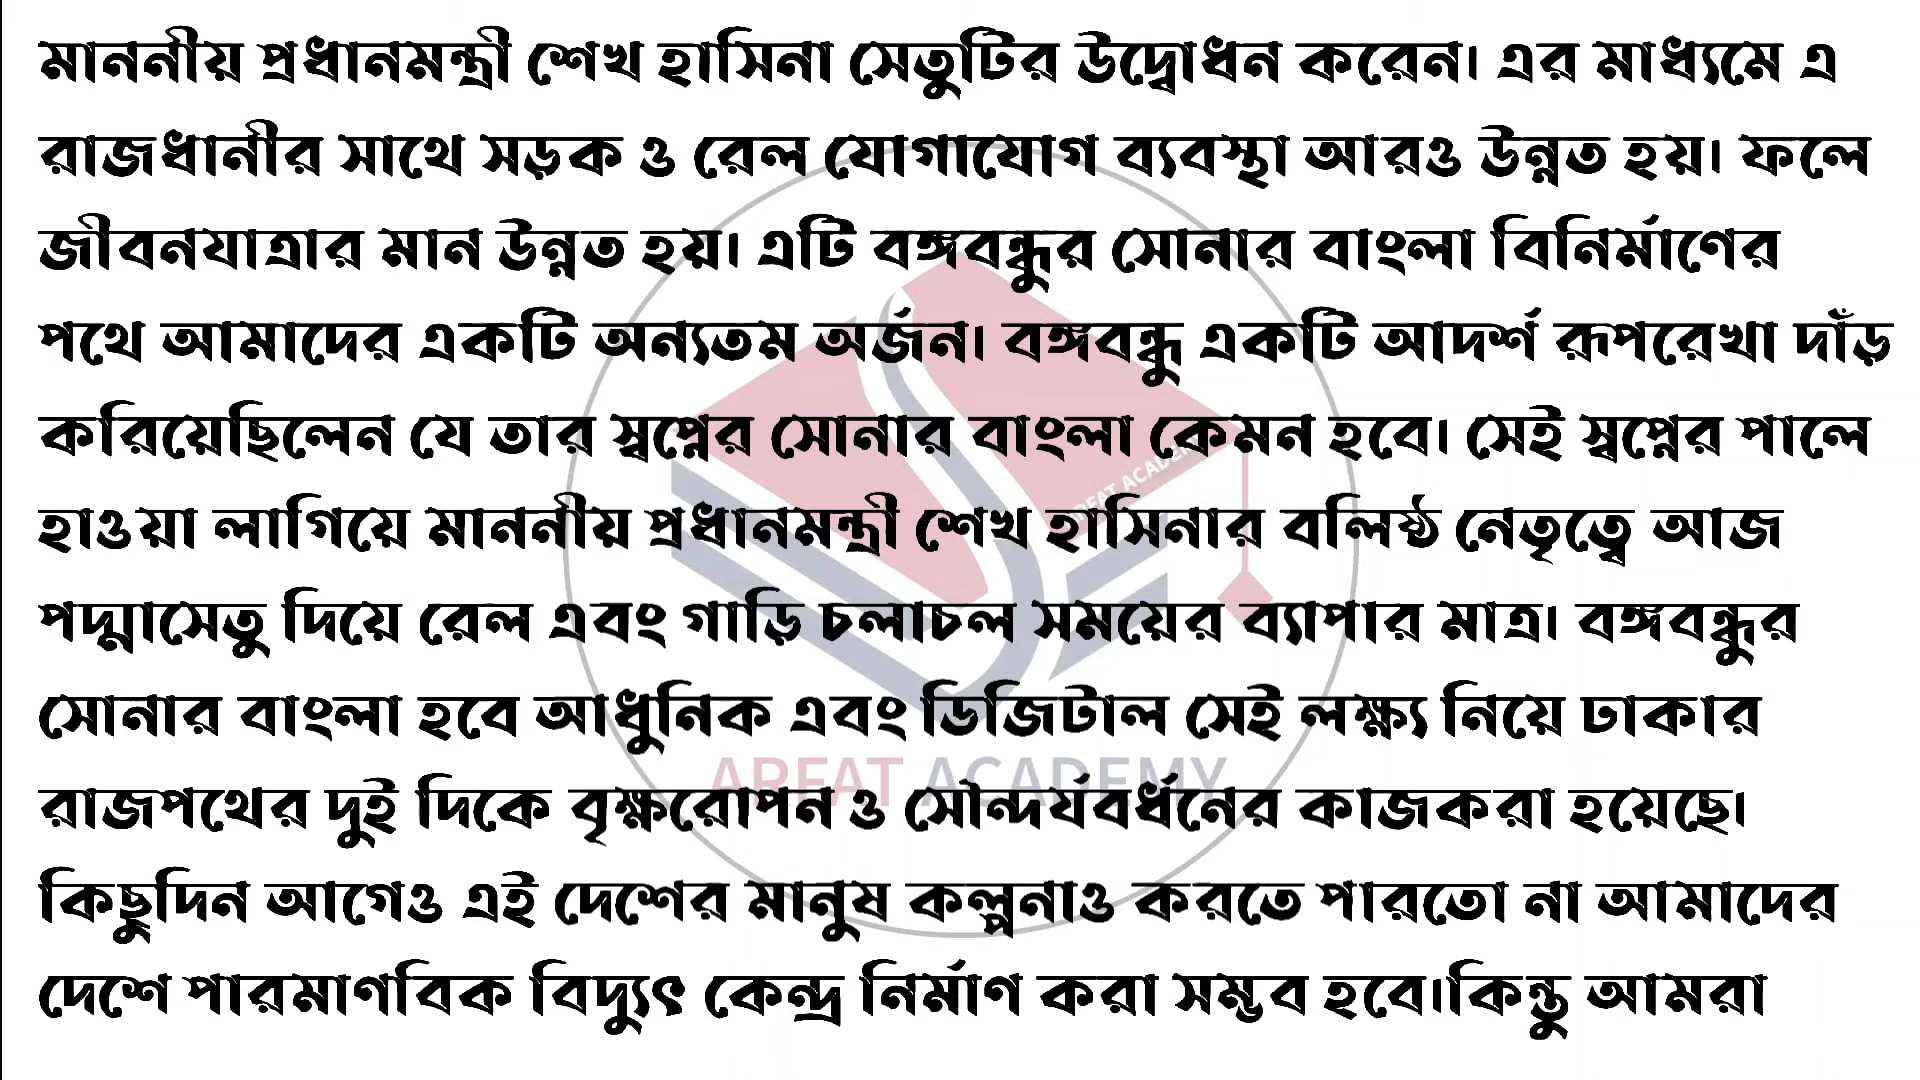 মাননীয় প্রধানমন্ত্রী শেখ হাসিনা সেতুটির উদ্বোধন করেন। এর মাধ্যমে এ
রাজধানীর সাথে সড়ক ও রেল যোগাযোগ ব্যবস্থা আরও উন্নত হয়। ফলে
জীবনযাত্রার মান উন্নত হয়। এটি বঙ্গবন্ধুর সোনার বাংলা বিনির্মাণের
পথে আমাদের একটি অন্যতম অর্জন। বঙ্গবন্ধু একটি আদর্শ রূপরেখা দাঁড়
করিয়েছিলেন যে তার স্বপ্নের সোনার বাংলা কেমন হবে। সেই স্বপ্নের পালে
হাওয়া লাগিয়ে মাননীয় প্রধানমন্ত্রী শেখ হাসিনার বলিষ্ঠ নেতৃত্বে আজ
পদ্মাসেতু দিয়ে রেল এবং গাড়ি চলাচল সময়ের ব্যাপার মাত্র। বঙ্গবন্ধুর
সোনার বাংলা হবে আধুনিক এবং ডিজিটাল সেই লক্ষ্য নিয়ে ঢাকার
ARFAT ACADEMY
রাজপথের দুই দিকে বৃক্ষরোপন ও সৌন্দর্যবর্ধনের কাজকরা হয়েছে।
কিছুদিন আগেও এই দেশের মানুষ কল্পনাও করতে পারতো না আমাদের
দেশে পারমাণবিক বিদ্যুৎ কেন্দ্র নির্মাণ করা সম্ভব হবে।কিন্তু আমরা